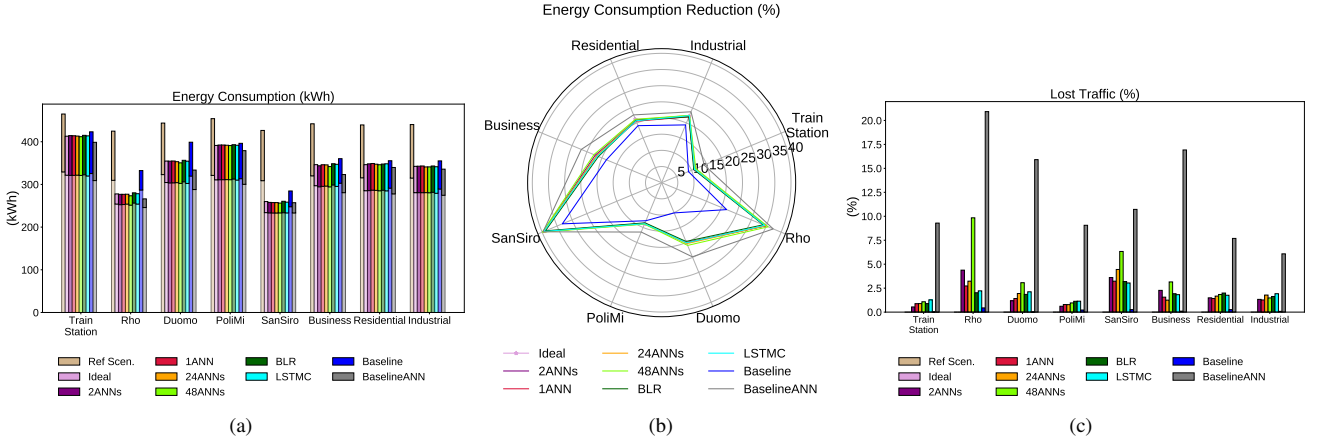 Energy Consumption Reduction (%)
Energy Consumption (kWh)
(kWh)
400
300
200
100
0
Train
Station
Rho
Duomo
PoliMi
SanSiro
Business
Residential
Industrial
Ref Scen.
Ideal
2ANNs
1ANN
24ANNs
48ANNs
BLR
LSTMC
Baseline
BaselineANN
(a)
Residential
Industrial
Business
Train
Station
5
10
15
20
25
30
35
40
SanSiro
Rho
PoliMi
Duomo
Ideal
2ANNs
1ANN
24ANNs
48ANNs
BLR
LSTMC
Baseline
BaselineANN
(b)
Lost Traffic (%)
(%)
20.0
17.5
15.0
12.5
10.0
7.5
5.0
2.5
0.0
Train
Station
Rho
Duomo
PoliMi
SanSiro
Business
Residential
Industrial
Ref Scen.
Ideal
2ANNs
1ANN
24ANNs
48ANNs
BLR
LSTMC
Baseline
BaselineANN
(c)